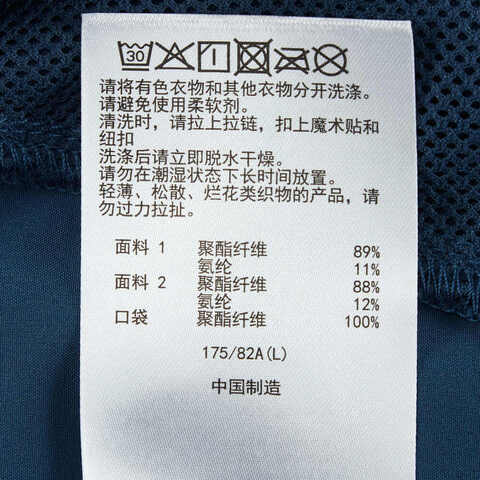 30
请将有色衣物和其他衣物分开洗涤。
请避免使用柔软剂。
清洗时，请拉上拉链，扣上魔术贴和
纽扣
洗涤后请立即脱水干燥。
请勿在潮湿状态下长时间放置。
轻薄、松散、烂花类织物的产品，请
勿过力拉扯。
面料 1 聚酯纤维 89%
氨纶 11%
面料 2 聚酯纤维 88%
氨纶 12%
口袋 聚酯纤维 100%
175/82A(L)
中国制造